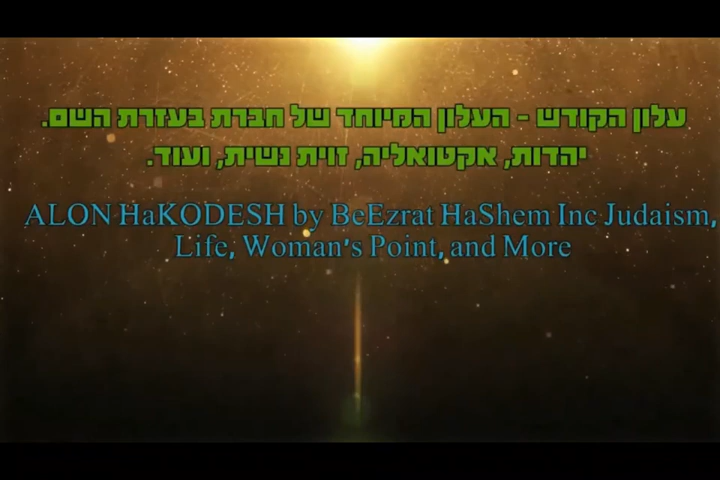 עלון הקודש - העלון המיוחד של חברת בעזרת השם.
יהדות, אקטואליה, זוית נשית, ועוד.
ALON HaKODESH by BeEzrat HaShem Inc Judaism,
Life, Woman's Point, and More